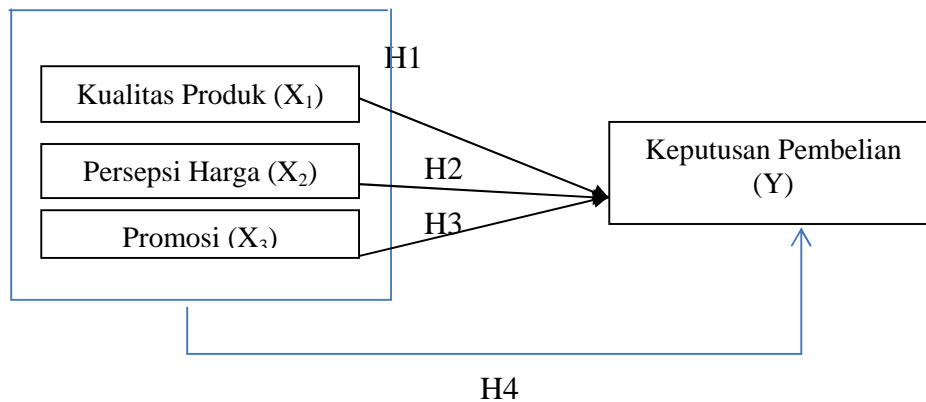 H1
Kualitas Produk (X₁)
Persepsi Harga (X₂)
H2
Promosi (X₃)
H3
Keputusan Pembelian
(Y)
H4